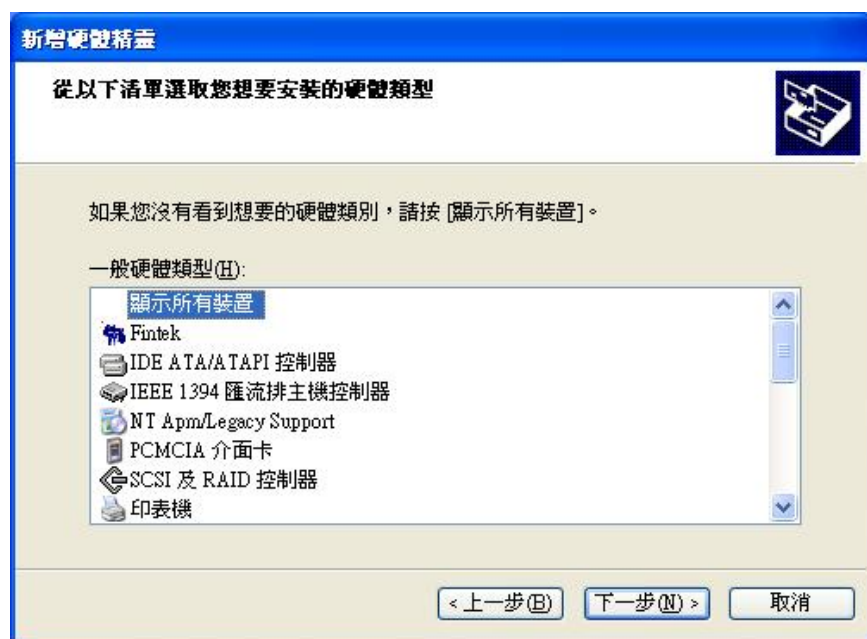 新增硬體精靈
從以下清單選取您想要安裝的硬體類型
如果您沒有看到想要的硬體類別，請按 [顯示所有裝置]。
一般硬體類型(H):
顯示所有裝置
Fintek
IDE ATA/ATAPI 控制器
IEEE 1394 匯流排主機控制器
NT Apm/Legacy Support
PCMCIA 介面卡
SCSI 及 RAID 控制器
印表機
< 上一步(B) 下一步(N) > 取消